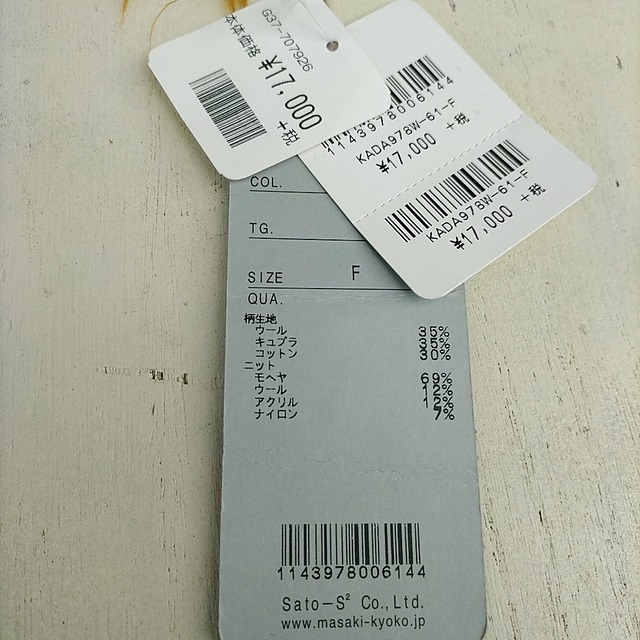 G37-707926
本体価格
¥17,000
+税
1143978006144
KADA978W-61-F
¥17,000 +税
KADA978W-61-F
¥17,000 +税
COL.
TG.
SIZE F
QUA.
柄生地
ウール 35%
キュプラ 35%
コットン 30%
ニット
モヘヤ 69%
ウール 12%
アクリル 12%
ナイロン 7%
1143978006144
Sato-S² Co.,Ltd.
www.masaki-kyoko.jp